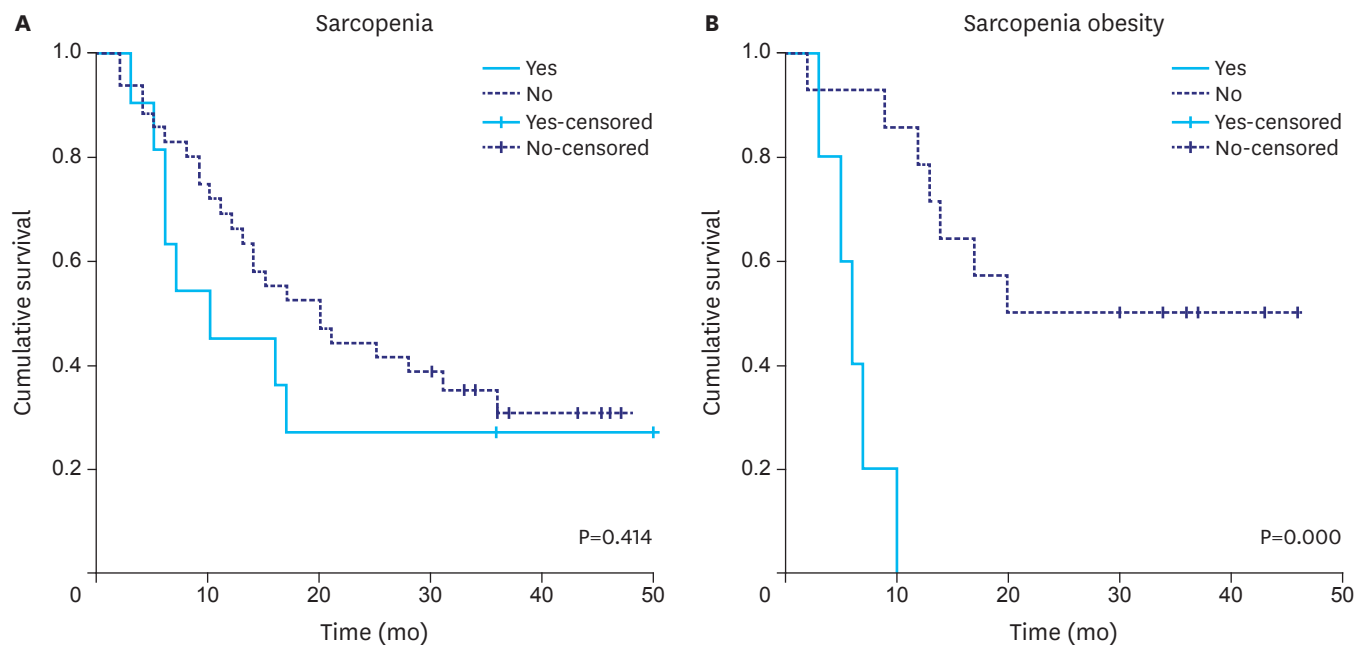 A
Sarcopenia
Yes
No
Yes-censored
No-censored
Cumulative survival
1.0
0.8
0.6
0.4
0.2
P=0.414
0
10
20
30
40
50
Time (mo)
B
Sarcopenia obesity
Yes
No
Yes-censored
No-censored
Cumulative survival
1.0
0.8
0.6
0.4
0.2
P=0.000
0
10
20
30
40
50
Time (mo)